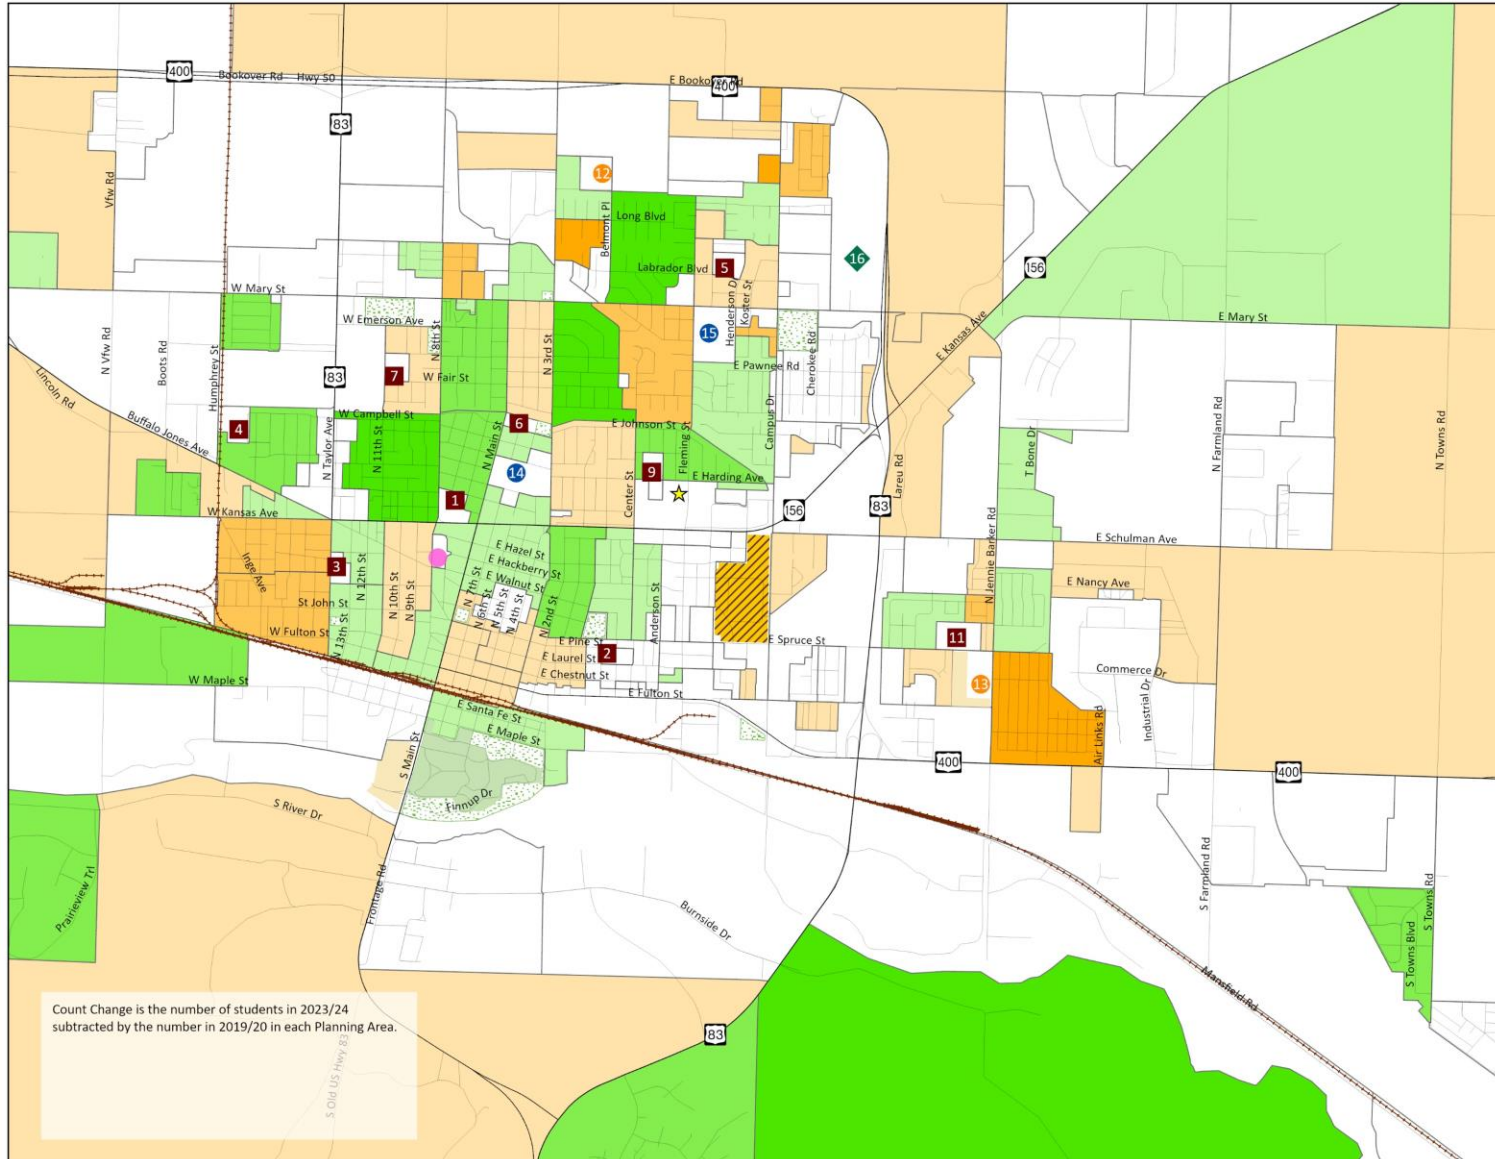 400
Bookover Rd Hwy 50
E Bookover Rd
400
83
Vfw Rd
12
Belmont Pl
Long Blvd
16
156
Labrador Blvd
5
Henderson Dr
Koster St
W Mary St
E Mary St
W Emerson Ave
N 8th St
N 3rd St
15
E Kansas Ave
Cherokee Rd
N Vfw Rd
Boots Rd
Humphrey St
83
7
W Fair St
E Pawnee Rd
Campus Dr
Lincoln Rd
Buffalo Jones Ave
W Campbell St
4
N Taylor Ave
N 11th St
N Main St
6
E Johnson St
Fleming St
T Bone Dr
N Farmland Rd
N Towns Rd
14
9
E Harding Ave
Center St
Lareu Rd
1
156
83
W Kansas Ave
N Jennie Barker Rd
E Schulman Ave
Inge Ave
3
N 12th St
N 10th St
N 9th St
E Hazel St
E Hackberry St
E Walnut St
N 7th St
N 6th St
N 5th St
N 4th St
N 2nd St
Anderson St
E Nancy Ave
St John St
W Fulton St
N 13th St
E Pine St
2
E Spruce St
11
E Laurel St
E Chestnut St
Commerce Dr
W Maple St
E Fulton St
13
E Santa Fe St
E Maple St
Air Links Rd
Industrial Dr
S Main St
400
400
Finnup Dr
S River Dr
Prairieview Trl
Frontage Rd
Burnside Dr
S Farmland Rd
S Towns Rd
S Towns Blvd
Mansfield Rd
Count Change is the number of students in 2023/24
subtracted by the number in 2019/20 in each Planning Area.
83
S Old US Hwy 83